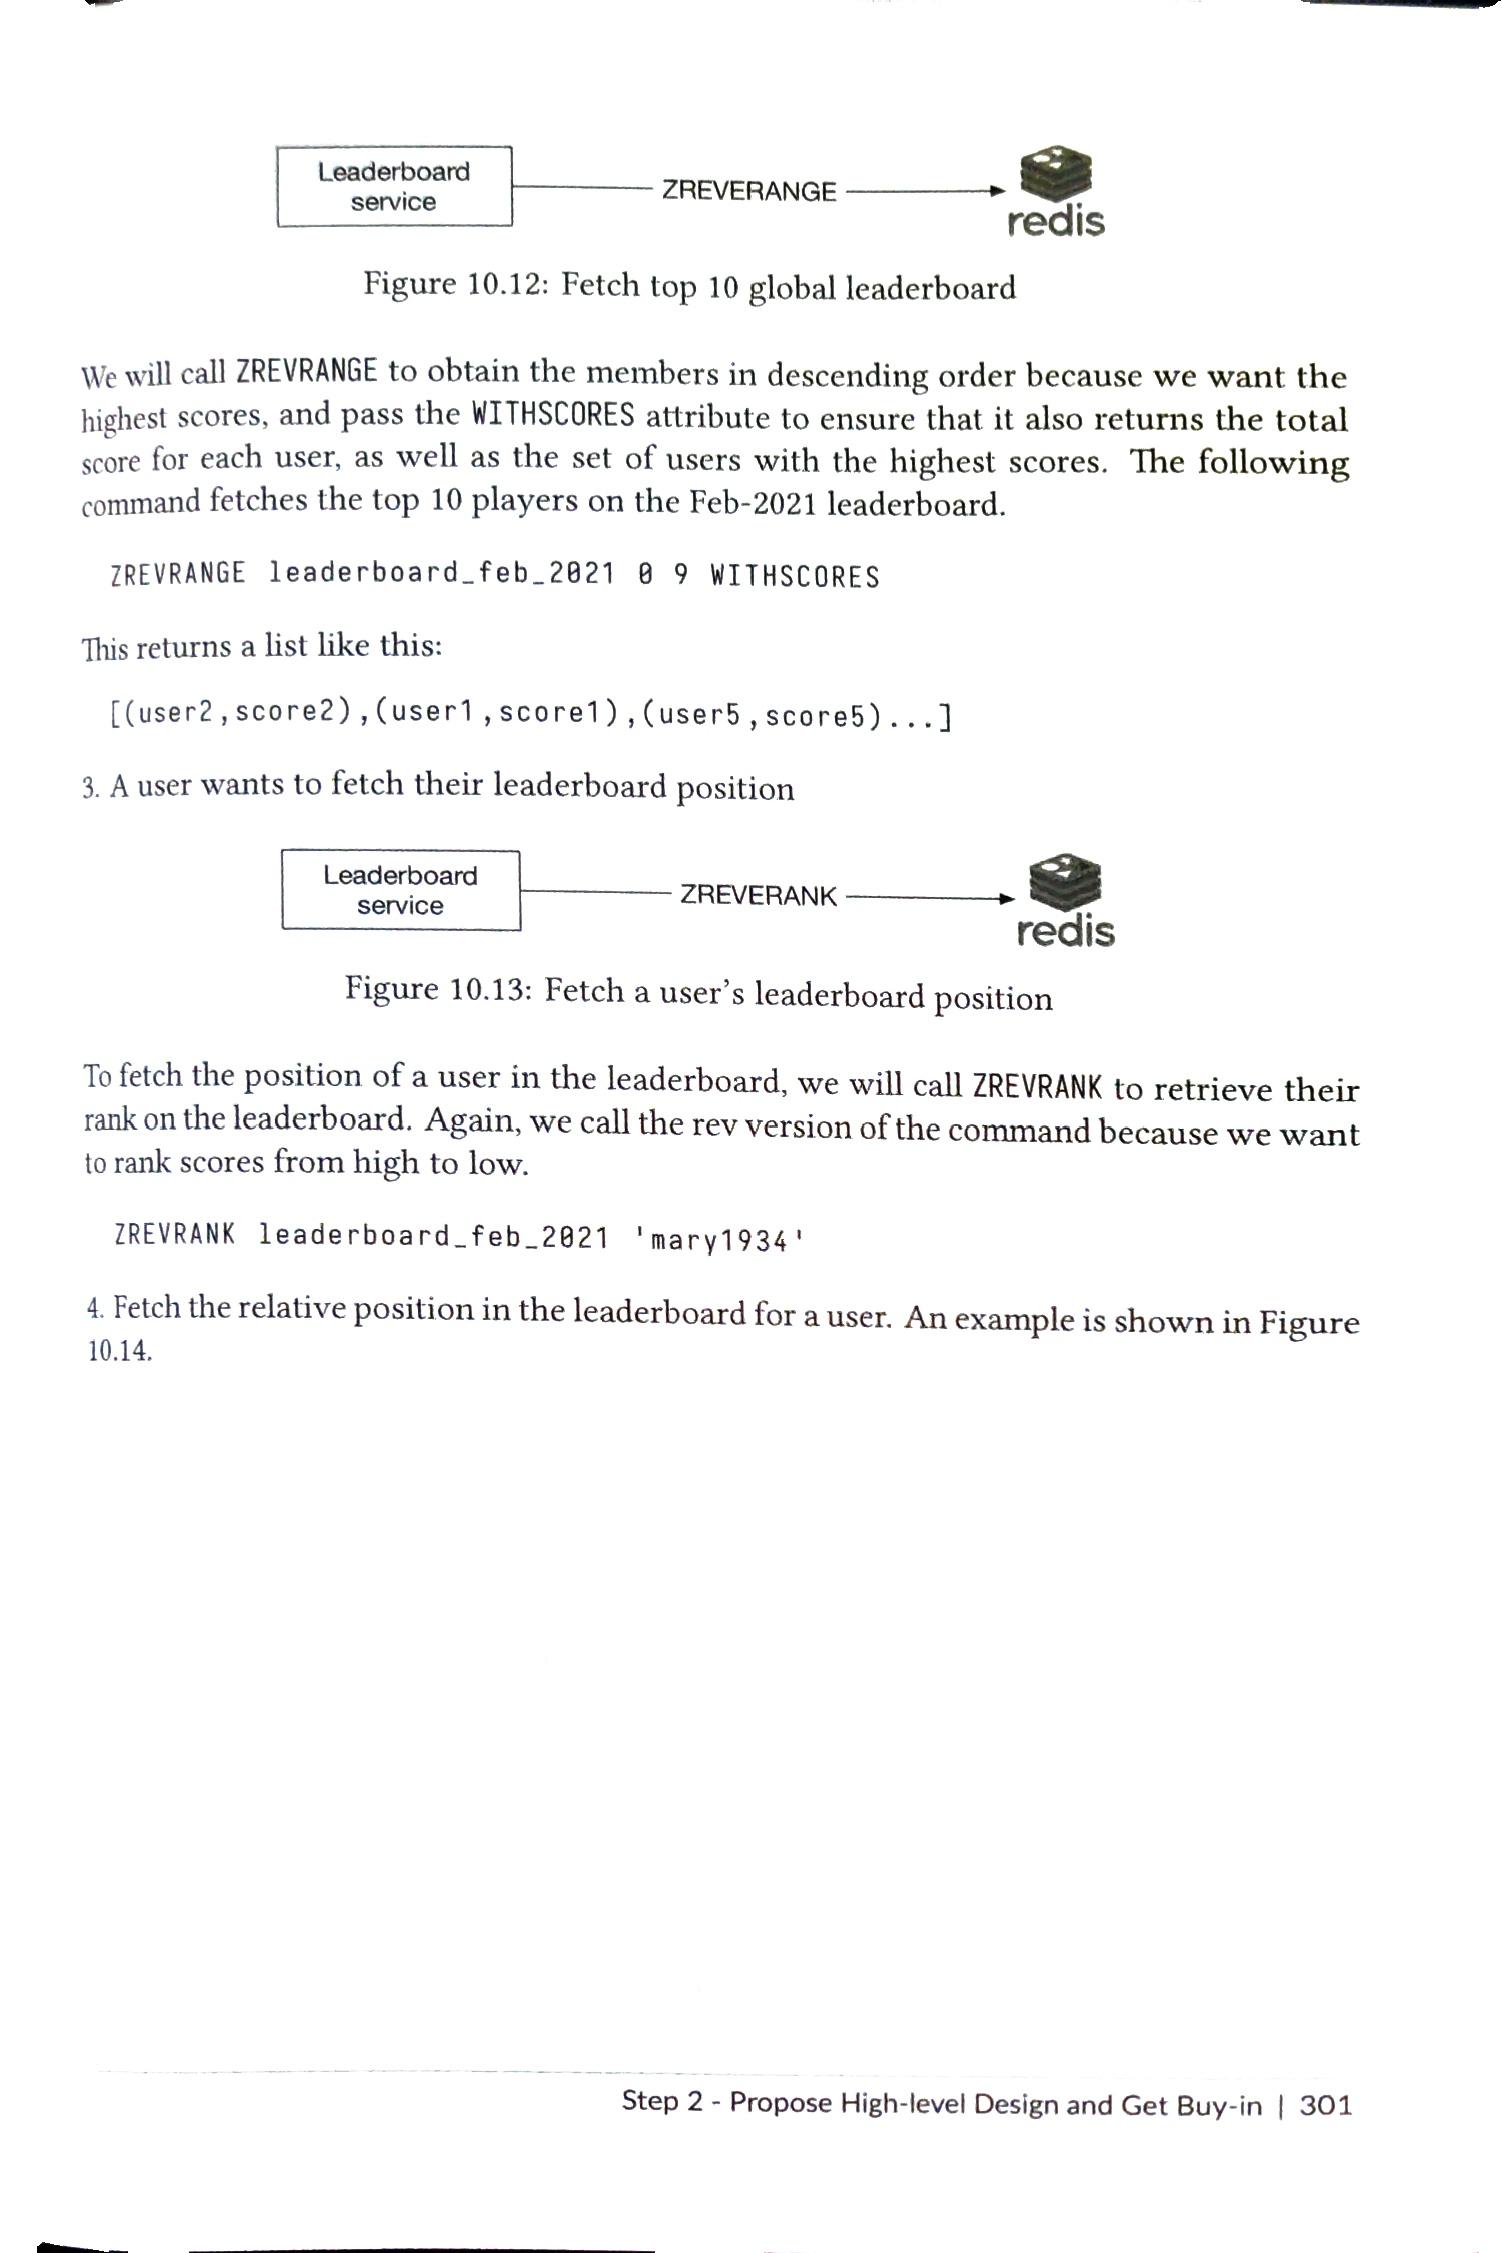 Leaderboard
service
ZREVERANGE
redis
Figure 10.12: Fetch top 10 global leaderboard
We will call ZREVRANGE to obtain the members in descending order because we want the
highest scores, and pass the WITHSCORES attribute to ensure that it also returns the total
score for each user, as well as the set of users with the highest scores. The following
command fetches the top 10 players on the Feb-2021 leaderboard.
ZREVRANGE leaderboard_feb_2021 0 9 WITHSCORES
This returns a list like this:
[(user2,score2),(user1,score1),(user5,score5)...]
3. A user wants to fetch their leaderboard position
Leaderboard
service
ZREVERANK
redis
Figure 10.13: Fetch a user's leaderboard position
To fetch the position of a user in the leaderboard, we will call ZREVRANK to retrieve their
rank on the leaderboard. Again, we call the rev version of the command because we want
to rank scores from high to low.
ZREVRANK leaderboard_feb_2021 'mary1934'
4. Fetch the relative position in the leaderboard for a user. An example is shown in Figure
10.14.
Step 2 - Propose High-level Design and Get Buy-in | 301